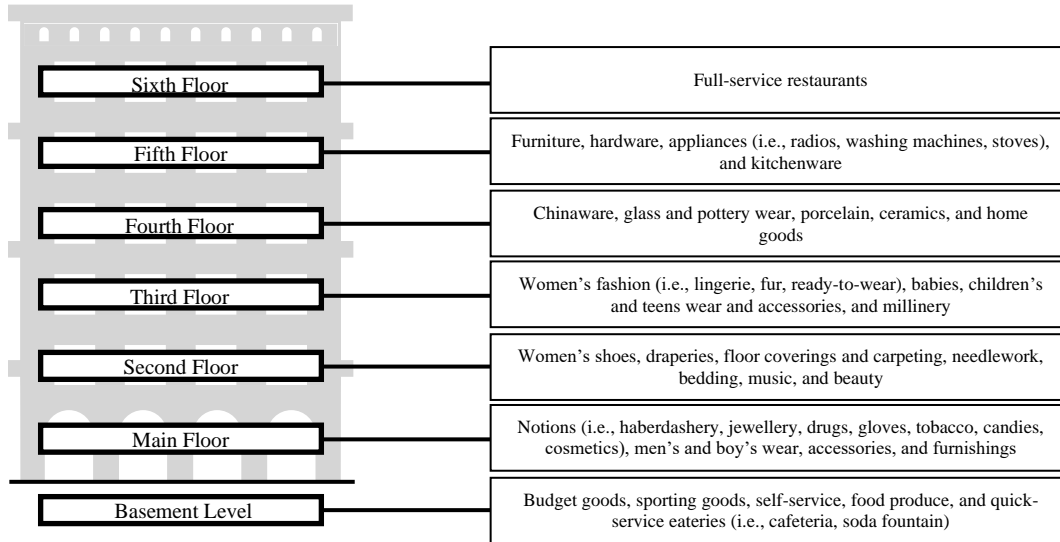 Sixth Floor
Full-service restaurants
Fifth Floor
Furniture, hardware, appliances (i.e., radios, washing machines, stoves),
and kitchenware
Fourth Floor
Chinaware, glass and pottery wear, porcelain, ceramics, and home
goods
Third Floor
Women’s fashion (i.e., lingerie, fur, ready-to-wear), babies, children’s
and teens wear and accessories, and millinery
Second Floor
Women’s shoes, draperies, floor coverings and carpeting, needlework,
bedding, music, and beauty
Main Floor
Notions (i.e., haberdashery, jewellery, drugs, gloves, tobacco, candies,
cosmetics), men’s and boy’s wear, accessories, and furnishings
Basement Level
Budget goods, sporting goods, self-service, food produce, and quick-
service eateries (i.e., cafeteria, soda fountain)